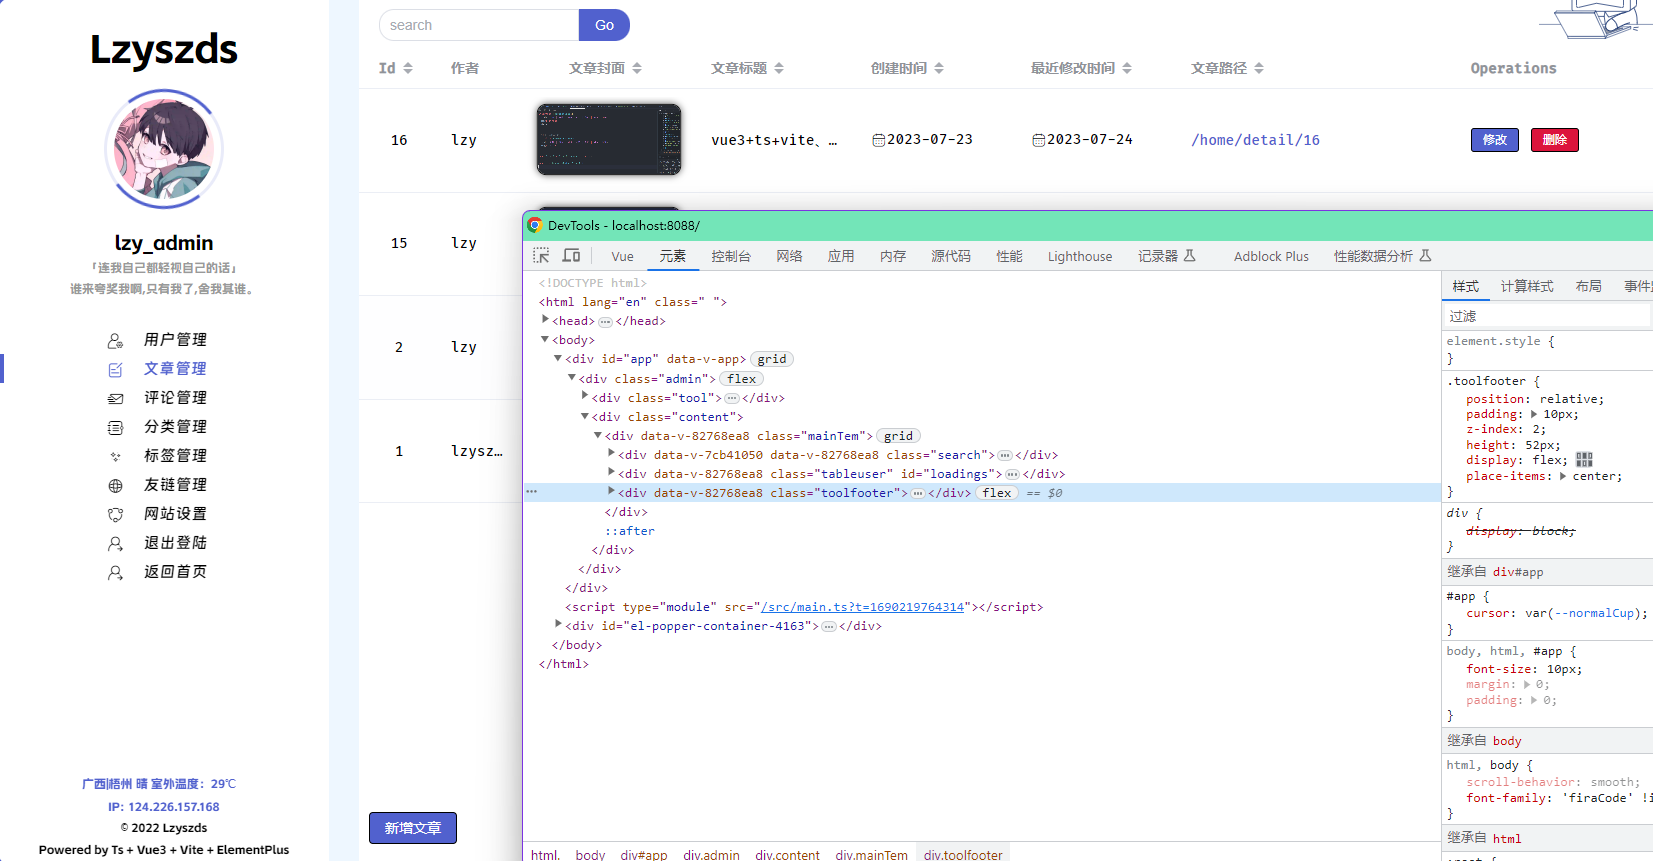 Lzyszds
lzy_admin
「连我自己都轻视自己的话」
谁来夸奖我啊,只有我了,舍我其谁。
用户管理
文章管理
评论管理
分类管理
标签管理
友链管理
网站设置
退出登陆
返回首页
广西|梧州 晴 室外温度：29℃
IP: 124.226.157.168
© 2022 Lzyszds
Powered by Ts + Vue3 + Vite + ElementPlus
search Go
Id 作者 文章封面 文章标题 创建时间 最近修改时间 文章路径 Operations
16 lzy vue3+ts+vite、… 2023-07-23 2023-07-24 /home/detail/16 修改 删除
15 lzy
2 lzy
1 lzysz…
新增文章
DevTools - localhost:8088/
Vue 元素 控制台 网络 应用 内存 源代码 性能 Lighthouse 记录器 Adblock Plus 性能数据分析
<!DOCTYPE html>
<html lang="en" class=" ">
<head> … </head>
<body>
<div id="app" data-v-app> grid
<div class="admin"> flex
<div class="tool"> … </div>
<div class="content">
<div data-v-82768ea8 class="mainTem"> grid
<div data-v-7cb41050 data-v-82768ea8 class="search"> … </div>
<div data-v-82768ea8 class="tableuser" id="loadings"> … </div>
… <div data-v-82768ea8 class="toolfooter"> … </div> flex == $0
</div>
::after
</div>
</div>
</div>
<script type="module" src="/src/main.ts?t=1690219764314"></script>
<div id="el-popper-container-4163"> … </div>
</body>
</html>
html. body div#app div.admin div.content div.mainTem div.toolfooter
样式 计算样式 布局 事件
过滤
element.style {
}
.toolfooter {
position: relative;
padding: 10px;
z-index: 2;
height: 52px;
display: flex;
place-items: center;
}
div {
display: block;
}
继承自 div#app
#app {
cursor: var(--normalCup);
}
body, html, #app {
font-size: 10px;
margin: 0;
padding: 0;
}
继承自 body
html, body {
scroll-behavior: smooth;
font-family: 'firaCode' !i
}
继承自 html